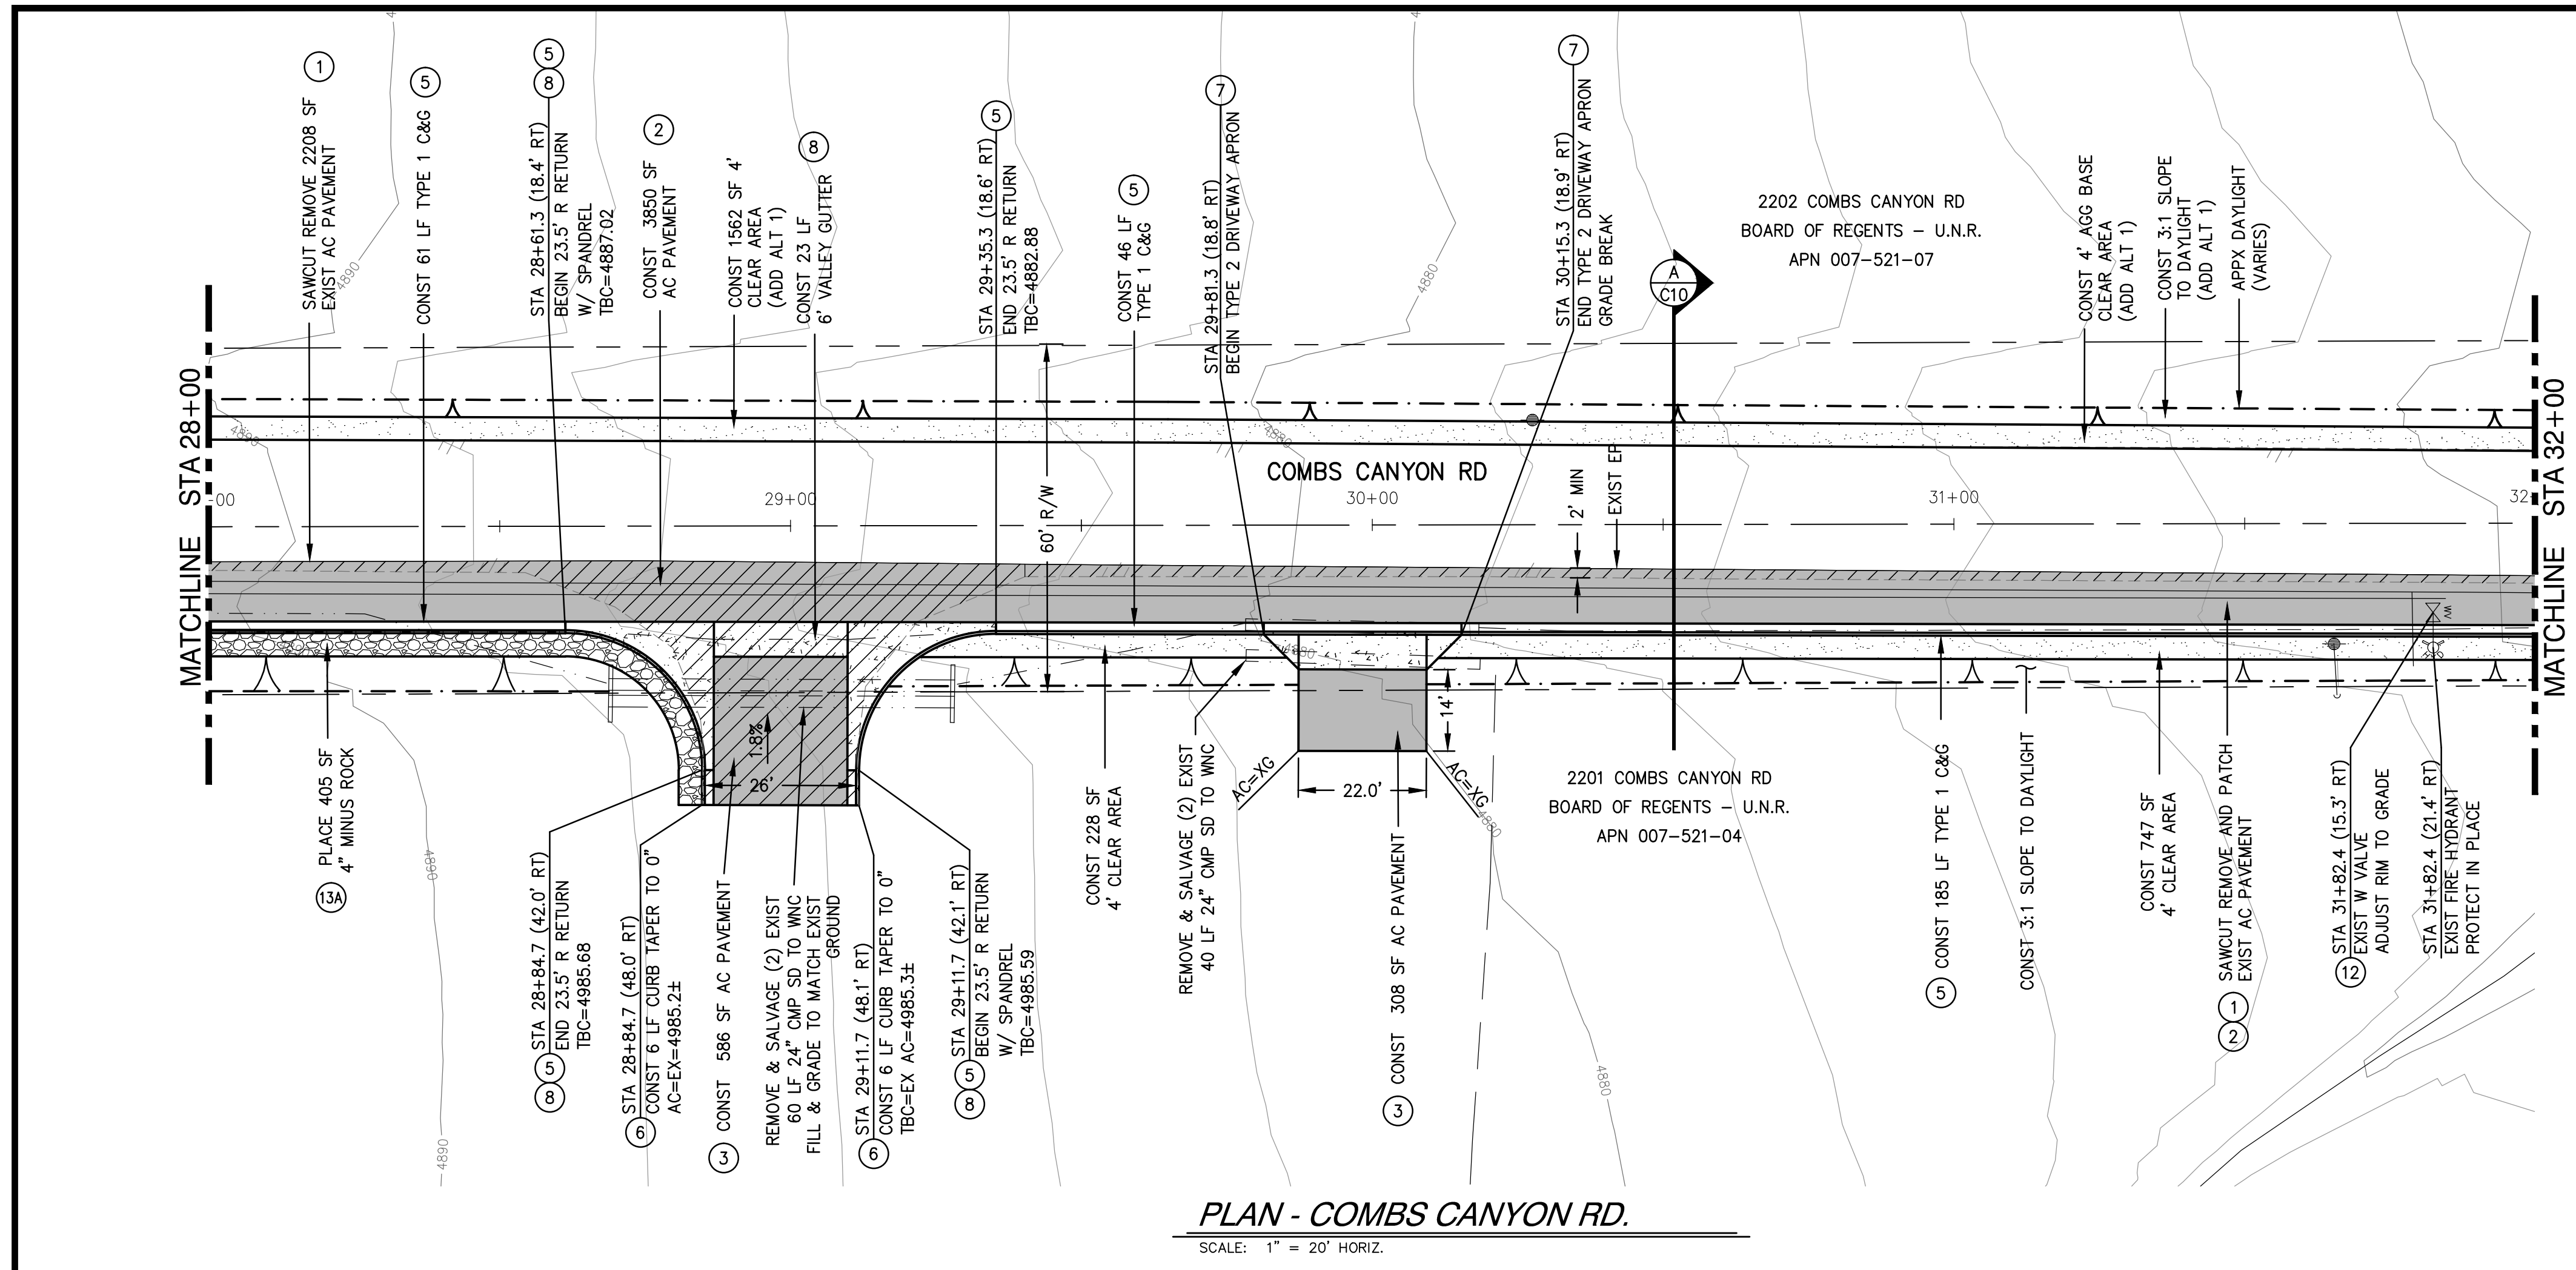 1
SAWCUT REMOVE 2208 SF
EXIST AC PAVEMENT
5
CONST 61 LF TYPE 1 C&G
5
8
STA 28+61.3 (18.4' RT)
BEGIN 23.5' R RETURN
W/ SPANDREL
TBC=4887.02
2
CONST 3850 SF
AC PAVEMENT
CONST 1562 SF 4'
CLEAR AREA
(ADD ALT 1)
8
CONST 23 LF
6' VALLEY GUTTER
5
STA 29+35.3 (18.6' RT)
END 23.5' R RETURN
TBC=4882.88
5
CONST 46 LF
TYPE 1 C&G
7
STA 29+81.3 (18.8' RT)
BEGIN TYPE 2 DRIVEWAY APRON
7
STA 30+15.3 (18.9' RT)
END TYPE 2 DRIVEWAY APRON
GRADE BREAK
A
C10
2202 COMBS CANYON RD
BOARD OF REGENTS – U.N.R.
APN 007-521-07
CONST 4' AGG BASE
CLEAR AREA
(ADD ALT 1)
CONST 3:1 SLOPE
TO DAYLIGHT
(ADD ALT 1)
APPX DAYLIGHT
(VARIES)
4890
4880
4890
4880
MATCHLINE STA 28+00
COMBS CANYON RD
-00
29+00
30+00
31+00
32+
60' R/W
2' MIN
EXIST EP
MATCHLINE STA 32+00
WV
4880
1.8%
26'
14'
22.0'
AC=XG
AC=XG
2201 COMBS CANYON RD
BOARD OF REGENTS – U.N.R.
APN 007-521-04
13A
PLACE 405 SF
4" MINUS ROCK
STA 28+84.7 (42.0' RT)
END 23.5' R RETURN
TBC=4985.68
5
8
STA 28+84.7 (48.0' RT)
CONST 6 LF CURB TAPER TO 0"
AC=EX=4985.2±
6
CONST 586 SF AC PAVEMENT
3
REMOVE & SALVAGE (2) EXIST
60 LF 24" CMP SD TO WNC
FILL & GRADE TO MATCH EXIST
GROUND
STA 29+11.7 (48.1' RT)
CONST 6 LF CURB TAPER TO 0"
TBC=EX AC=4985.3±
6
STA 29+11.7 (42.1' RT)
BEGIN 23.5' R RETURN
W/ SPANDREL
TBC=4985.59
5
8
CONST 228 SF
4' CLEAR AREA
REMOVE & SALVAGE (2) EXIST
40 LF 24" CMP SD TO WNC
CONST 308 SF AC PAVEMENT
3
CONST 185 LF TYPE 1 C&G
5
CONST 3:1 SLOPE TO DAYLIGHT
CONST 747 SF
4' CLEAR AREA
SAWCUT REMOVE AND PATCH
EXIST AC PAVEMENT
1
2
STA 31+82.4 (15.3' RT)
EXIST W VALVE
ADJUST RIM TO GRADE
12
STA 31+82.4 (21.4' RT)
EXIST FIRE HYDRANT
PROTECT IN PLACE
4890
4890
4880
4880
PLAN - COMBS CANYON RD.
SCALE: 1" = 20' HORIZ.